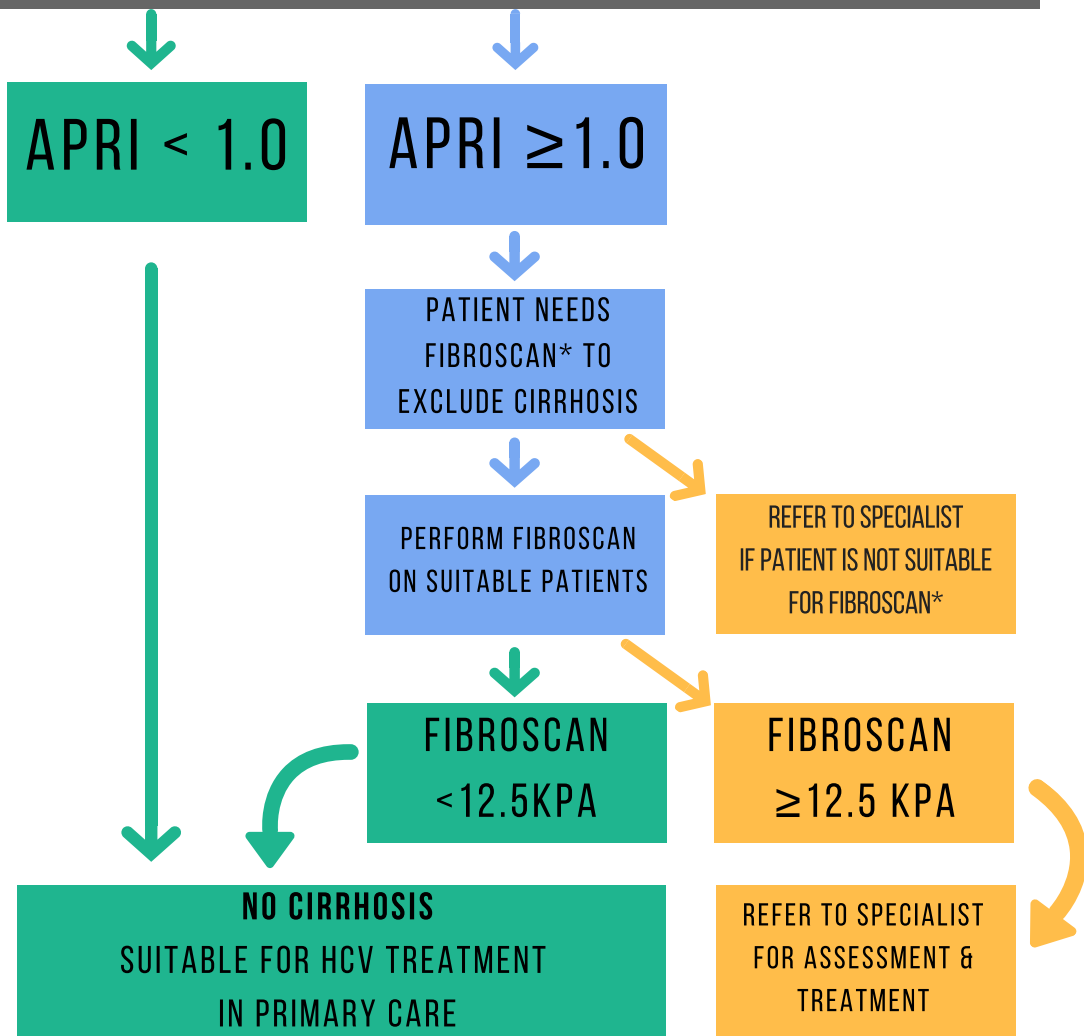 APRI < 1.0
APRI ≥1.0
PATIENT NEEDS
FIBROSCAN* TO
EXCLUDE CIRRHOSIS
PERFORM FIBROSCAN
ON SUITABLE PATIENTS
REFER TO SPECIALIST
IF PATIENT IS NOT SUITABLE
FOR FIBROSCAN*
FIBROSCAN
<12.5KPA
FIBROSCAN
≥12.5 KPA
NO CIRRHOSIS
SUITABLE FOR HCV TREATMENT
IN PRIMARY CARE
REFER TO SPECIALIST
FOR ASSESSMENT &
TREATMENT